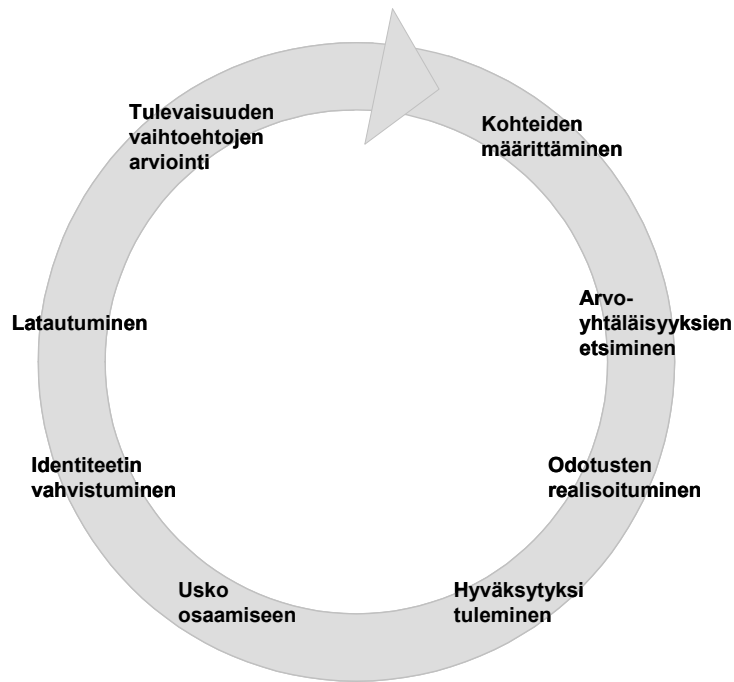 Tulevaisuuden
vaihtoehtojen
arviointi
Kohteiden
määrittäminen
Arvo-
yhtäläisyyksien
etsiminen
Odotusten
realisoituminen
Hyväksytyksi
tuleminen
Usko
osaamiseen
Identiteetin
vahvistuminen
Latautuminen